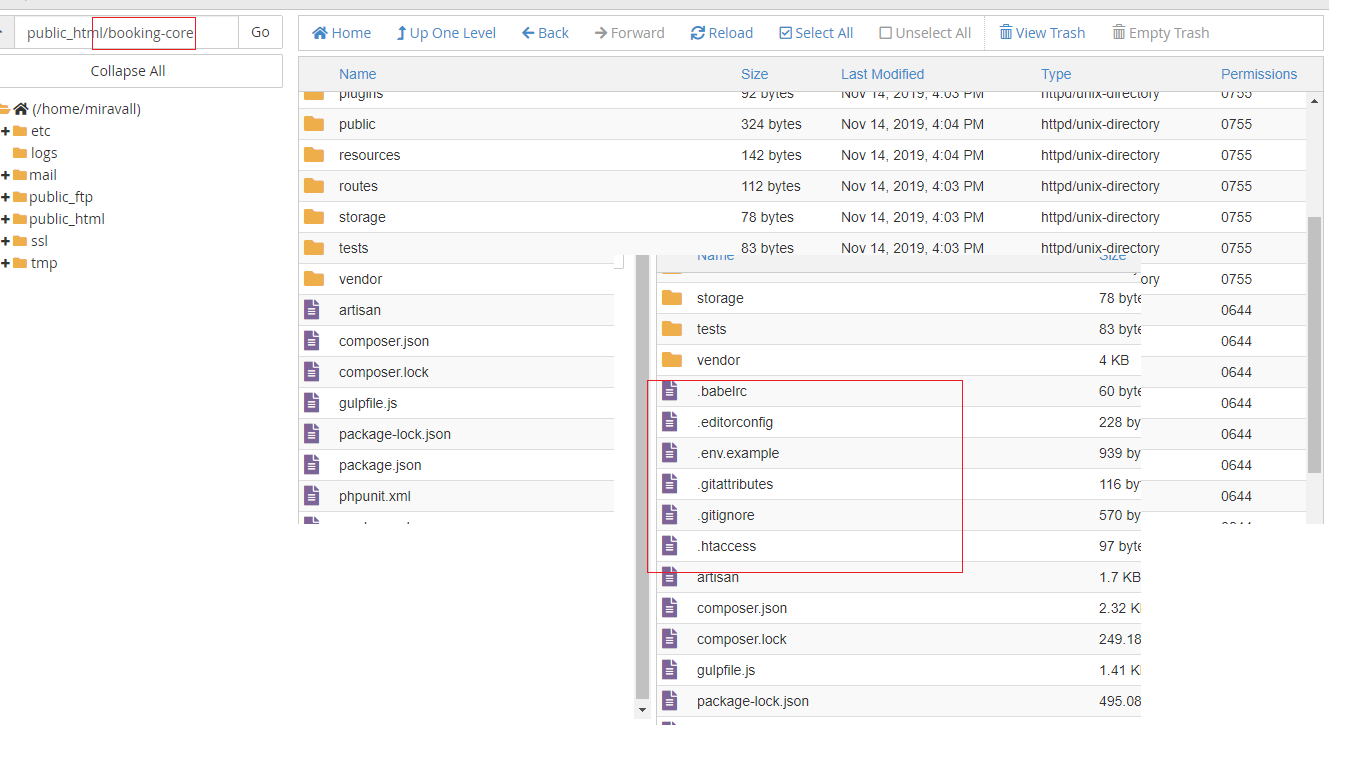 public_html/booking-core Go
Home Up One Level Back Forward Reload Select All Unselect All View Trash Empty Trash
Collapse All
Name Size Last Modified Type Permissions
(/home/miravall)
etc
logs
mail
public_ftp
public_html
ssl
tmp
plugins 92 bytes Nov 14, 2019, 4:03 PM httpd/unix-directory 0755
public 324 bytes Nov 14, 2019, 4:04 PM httpd/unix-directory 0755
resources 142 bytes Nov 14, 2019, 4:04 PM httpd/unix-directory 0755
routes 112 bytes Nov 14, 2019, 4:03 PM httpd/unix-directory 0755
storage 78 bytes Nov 14, 2019, 4:03 PM httpd/unix-directory 0755
tests 83 bytes Nov 14, 2019, 4:03 PM httpd/unix-directory 0755
vendor ory 0755
artisan 0644
composer.json 0644
composer.lock 0644
gulpfile.js 0644
package-lock.json 0644
package.json 0644
phpunit.xml 0644
Name Size
storage 78 byte
tests 83 byte
vendor 4 KB
.babelrc 60 byte
.editorconfig 228 by
.env.example 939 by
.gitattributes 116 by
.gitignore 570 by
.htaccess 97 byte
artisan 1.7 KB
composer.json 2.32 K
composer.lock 249.18
gulpfile.js 1.41 K
package-lock.json 495.08